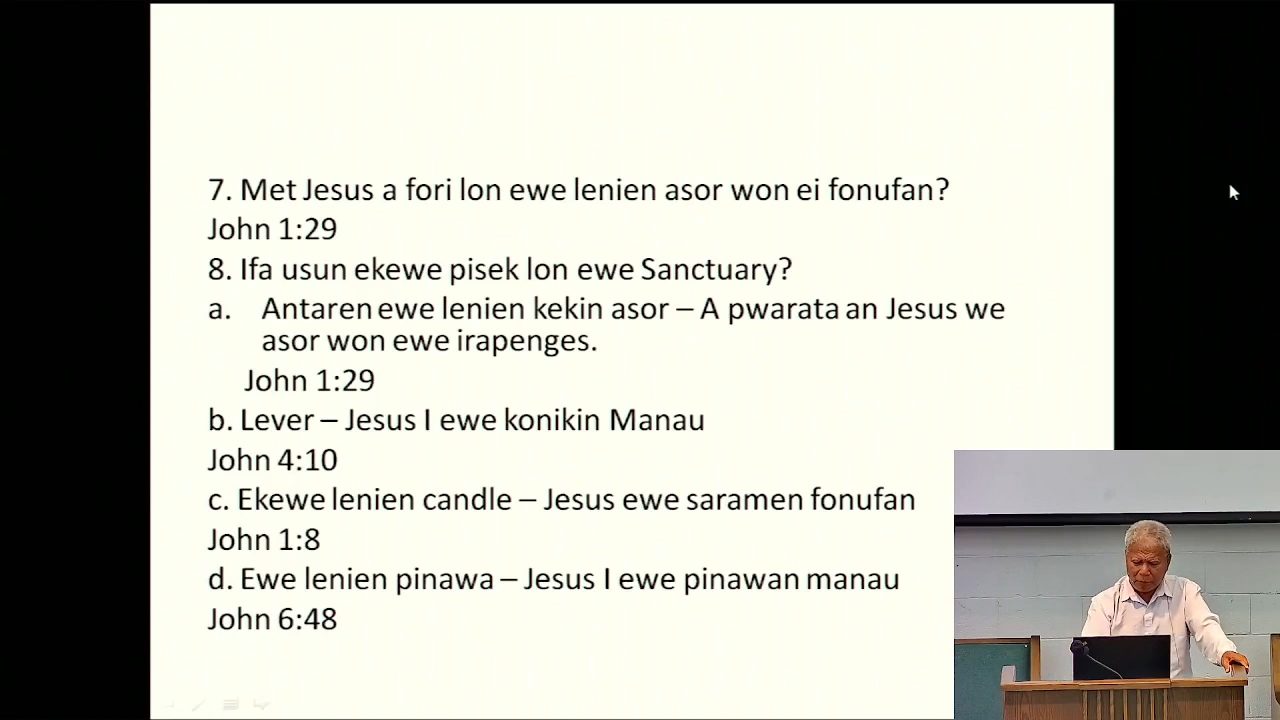 7. Met Jesus a fori lon ewe lenien asor won ei fonufan?
John 1:29
8. Ifa usun ekewe pisek lon ewe Sanctuary?
a. Antaren ewe lenien kekin asor – A pwarata an Jesus we
asor won ewe irapenges.
John 1:29
b. Lever – Jesus I ewe konikin Manau
John 4:10
c. Ekewe lenien candle – Jesus ewe saramen fonufan
John 1:8
d. Ewe lenien pinawa – Jesus I ewe pinawan manau
John 6:48